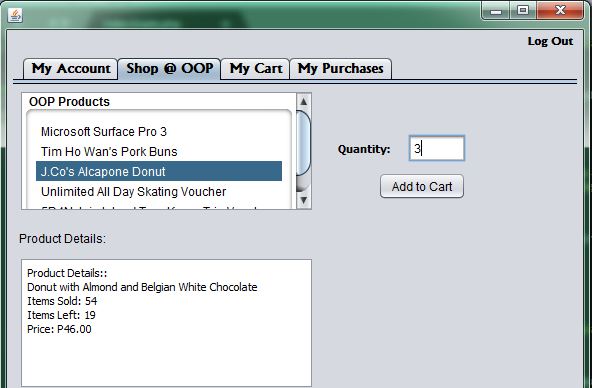 Log Out
My Account
Shop @ OOP
My Cart
My Purchases
OOP Products
Microsoft Surface Pro 3
Tim Ho Wan's Pork Buns
J.Co's Alcapone Donut
Unlimited All Day Skating Voucher
Quantity:
3
Add to Cart
Product Details:
Product Details::
Donut with Almond and Belgian White Chocolate
Items Sold: 54
Items Left: 19
Price: P46.00